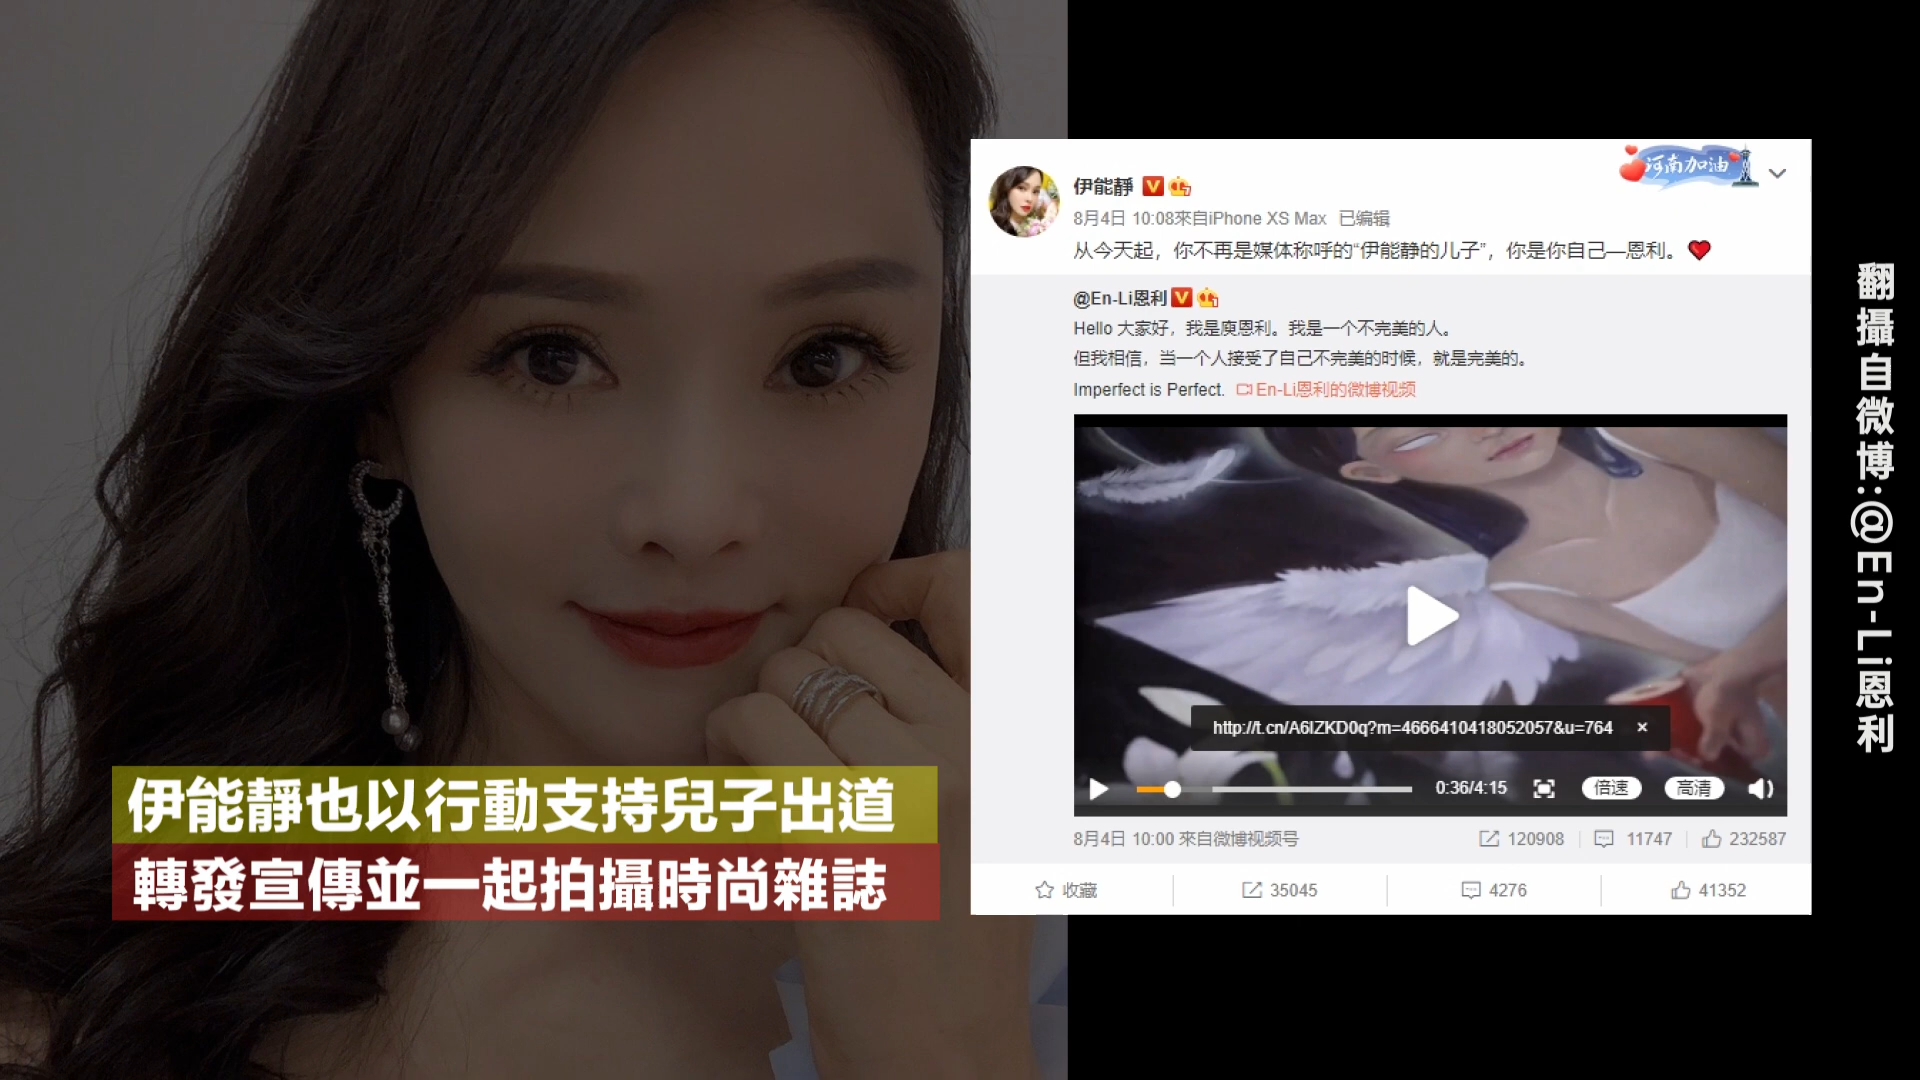 河南加油
伊能靜
8月4日 10:08來自iPhone XS Max 已编辑
从今天起，你不再是媒体称呼的“伊能静的儿子”，你是你自己—恩利。
@En-Li恩利
Hello 大家好，我是庾恩利。我是一个不完美的人。
但我相信，当一个人接受了自己不完美的时候，就是完美的。
Imperfect is Perfect. En-Li恩利的微博视频
http://t.cn/A6IZKD0q?m=4666410418052057&u=764 ×
0:36/4:15 倍速 高清
8月4日 10:00 來自微博视频号 120908 11747 232587
收藏 35045 4276 41352
伊能靜也以行動支持兒子出道
轉發宣傳並一起拍攝時尚雜誌
翻攝自微博:@En-Li恩利